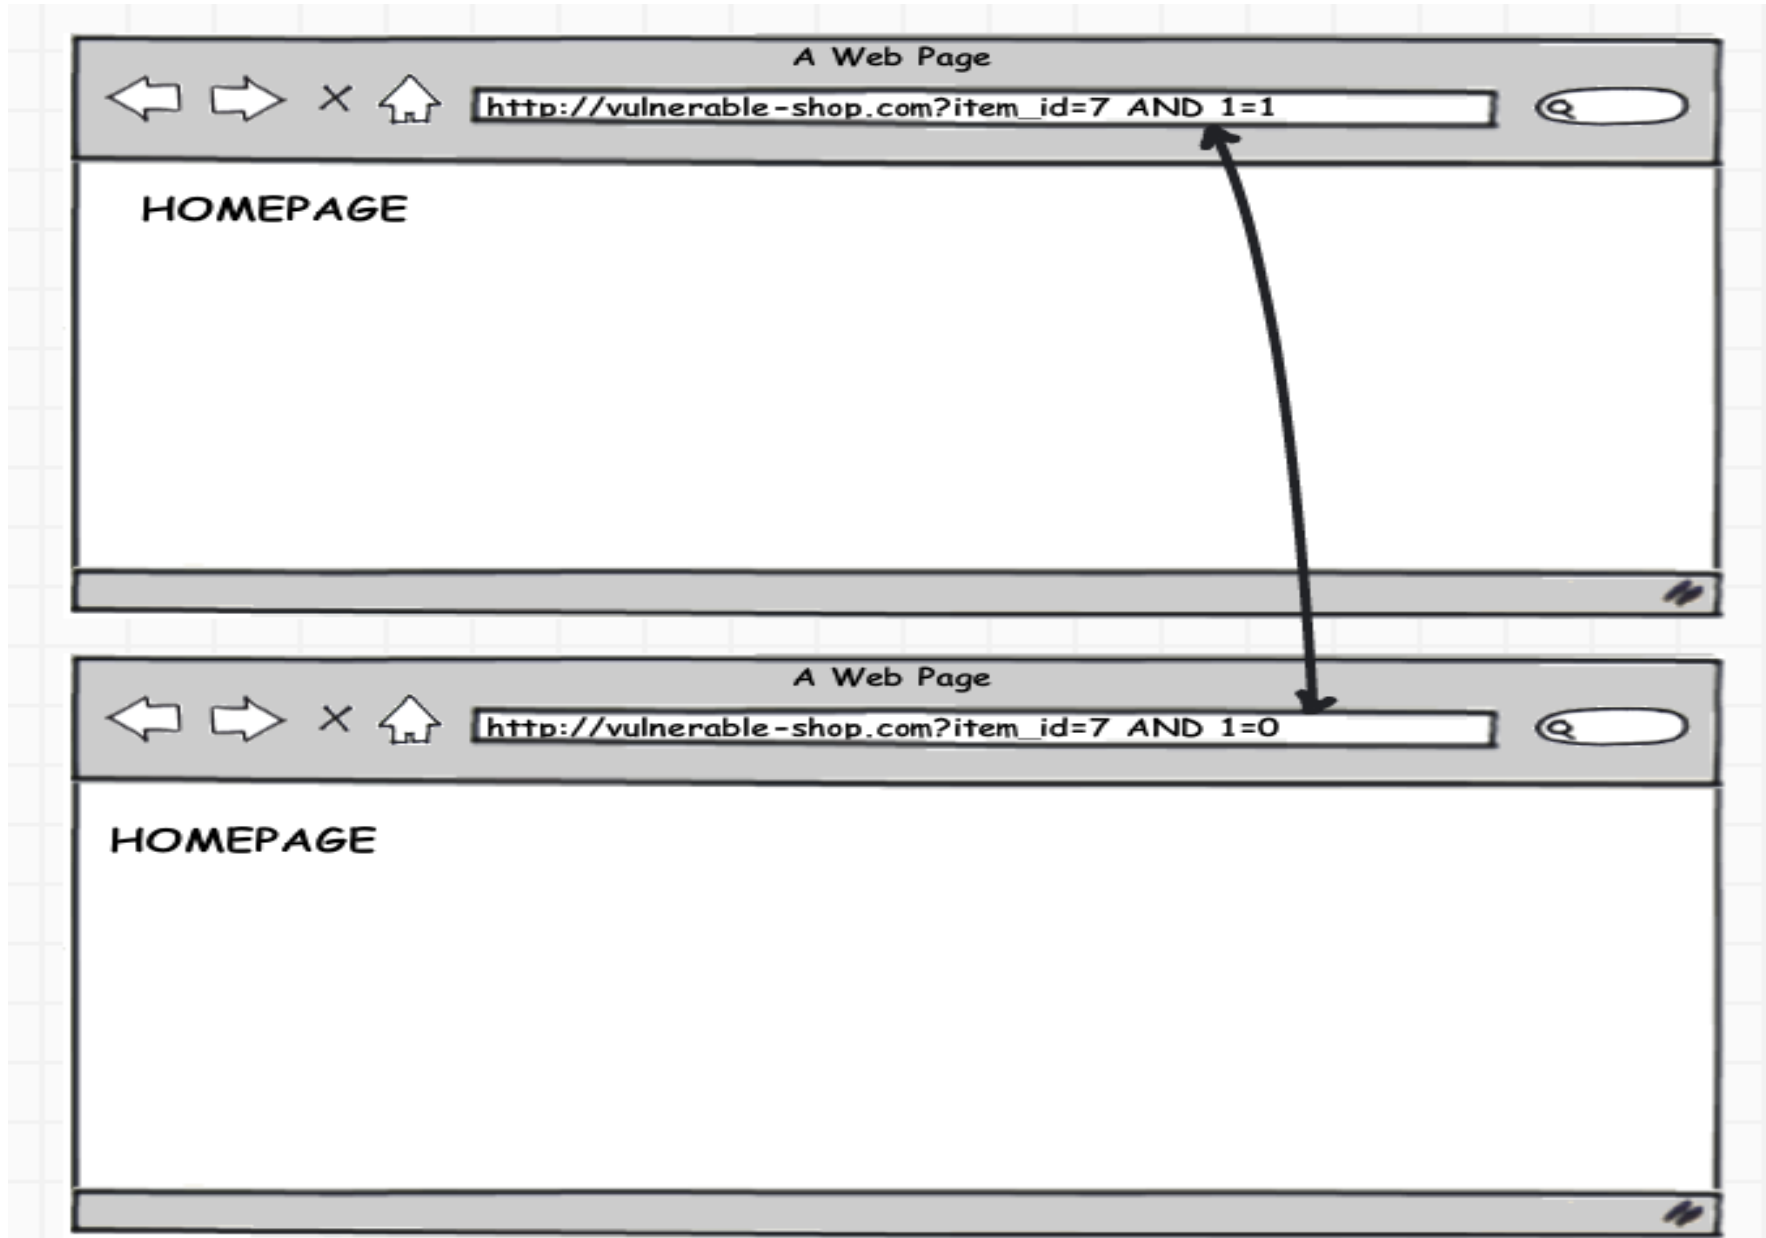 A Web Page
http://vulnerable-shop.com?item_id=7 AND 1=1
HOMEPAGE
A Web Page
http://vulnerable-shop.com?item_id=7 AND 1=0
HOMEPAGE